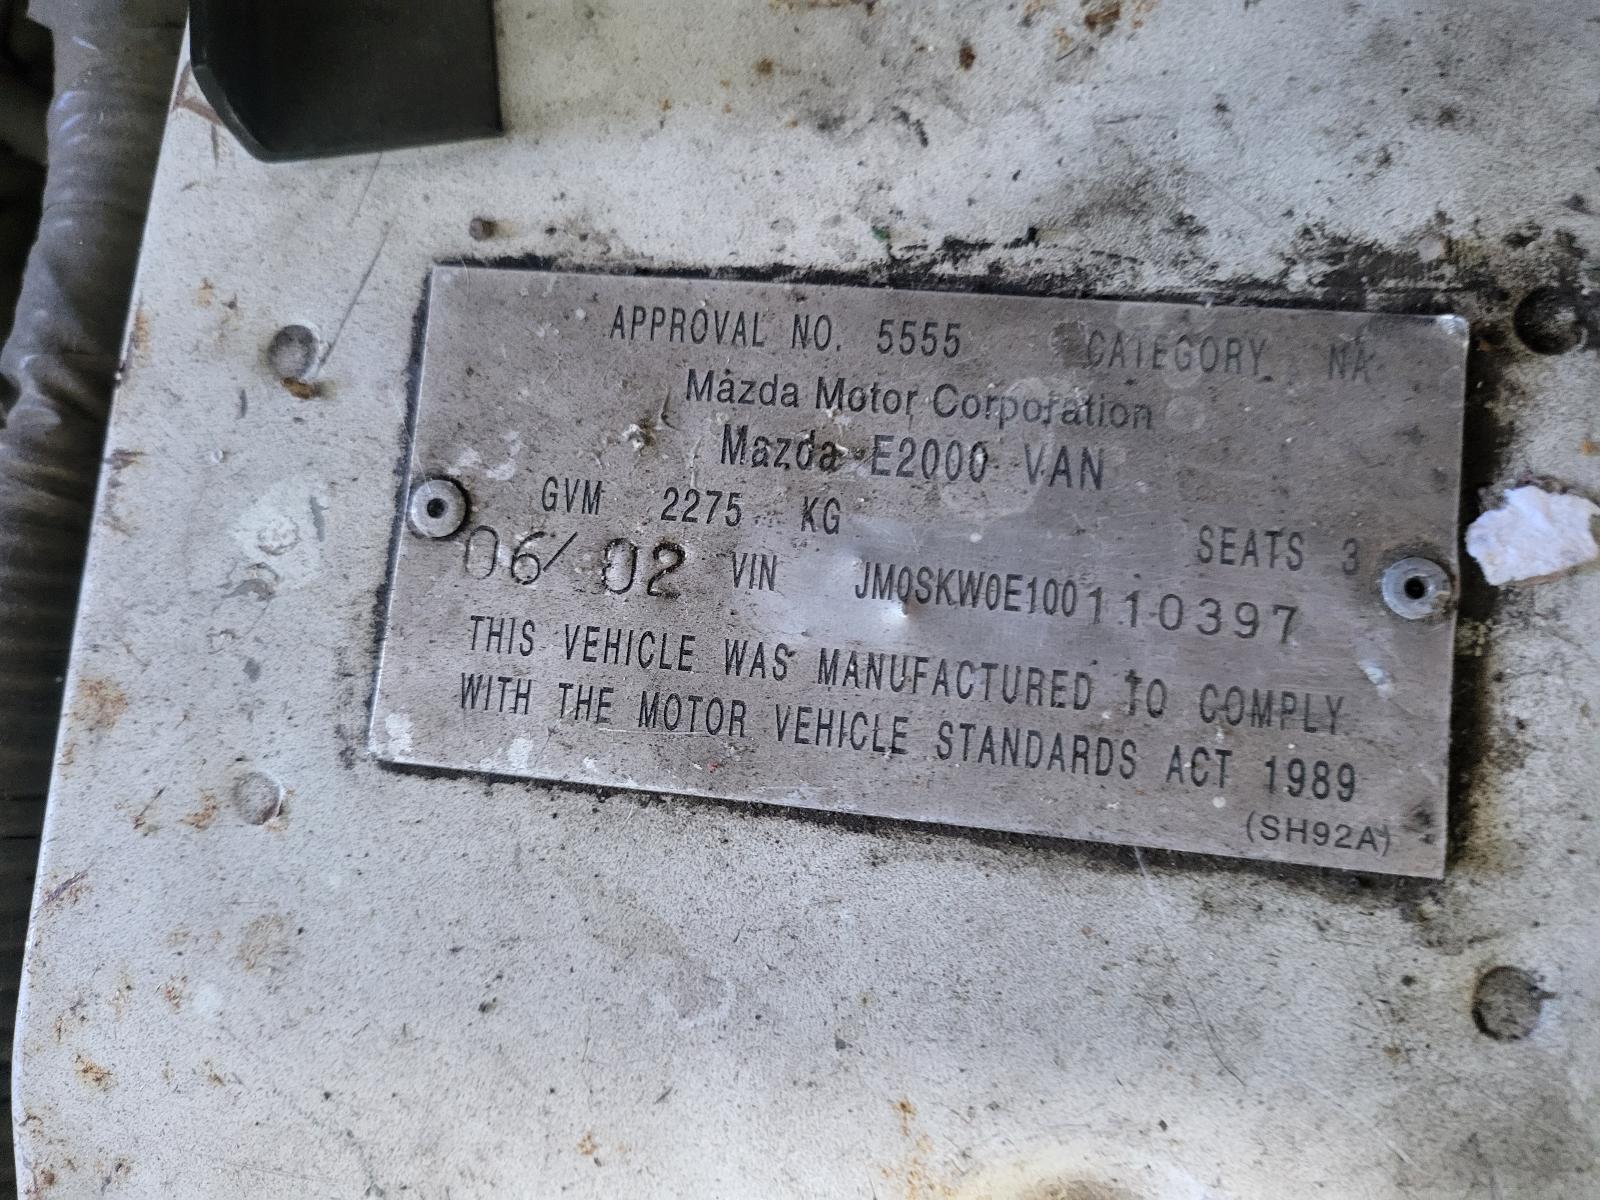 APPROVAL NO. 5555 CATEGORY NA
Mazda Motor Corporation
Mazda E2000 VAN
GVM 2275 KG SEATS 3
06/ 02 VIN JM0SKW0E100110397
THIS VEHICLE WAS MANUFACTURED TO COMPLY
WITH THE MOTOR VEHICLE STANDARDS ACT 1989
(SH92A)